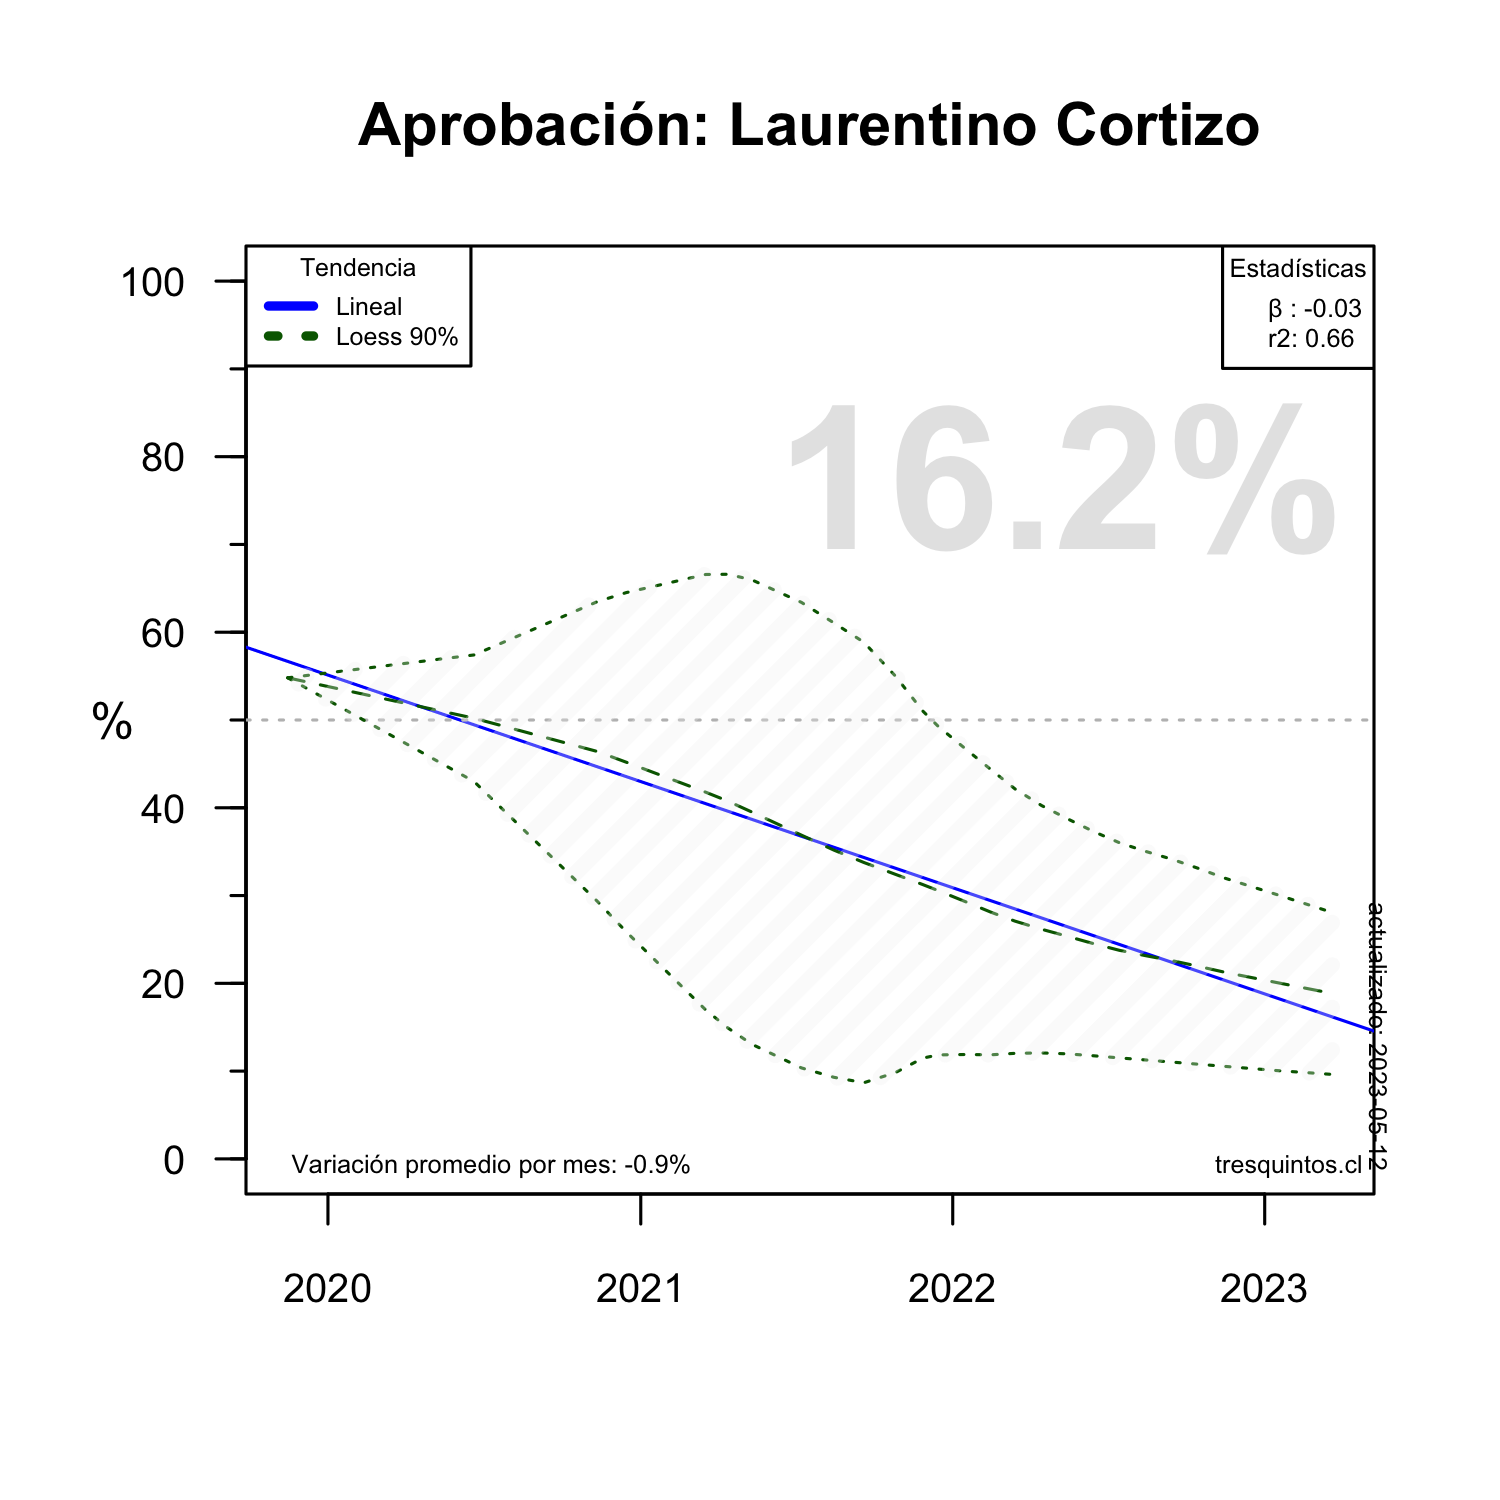 Aprobación: Laurentino Cortizo
Tendencia
Lineal
Loess 90%
Estadísticas
β : -0.03
r2: 0.66
16.2%
100
80
60
%
40
20
0
actualizado: 2023-05-12
Variación promedio por mes: -0.9%
tresquintos.cl
2020
2021
2022
2023